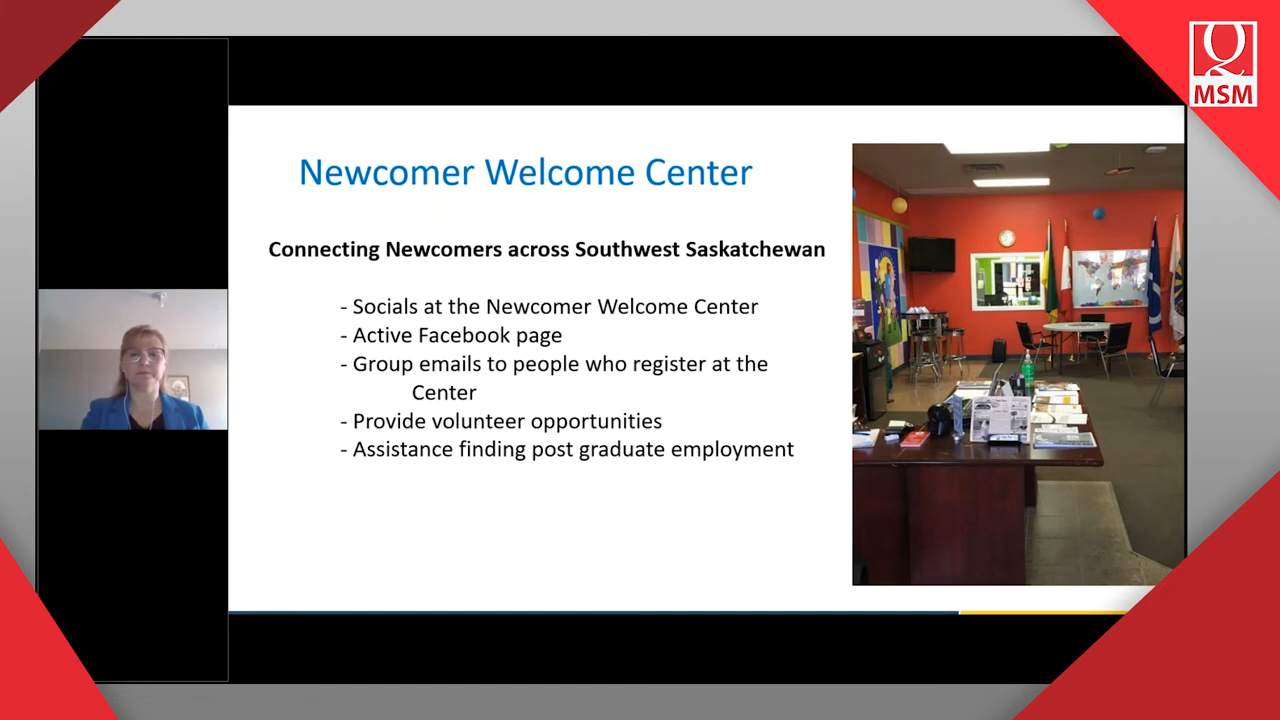 Q
MSM
Newcomer Welcome Center
Connecting Newcomers across Southwest Saskatchewan
- Socials at the Newcomer Welcome Center
- Active Facebook page
- Group emails to people who register at the
Center
- Provide volunteer opportunities
- Assistance finding post graduate employment